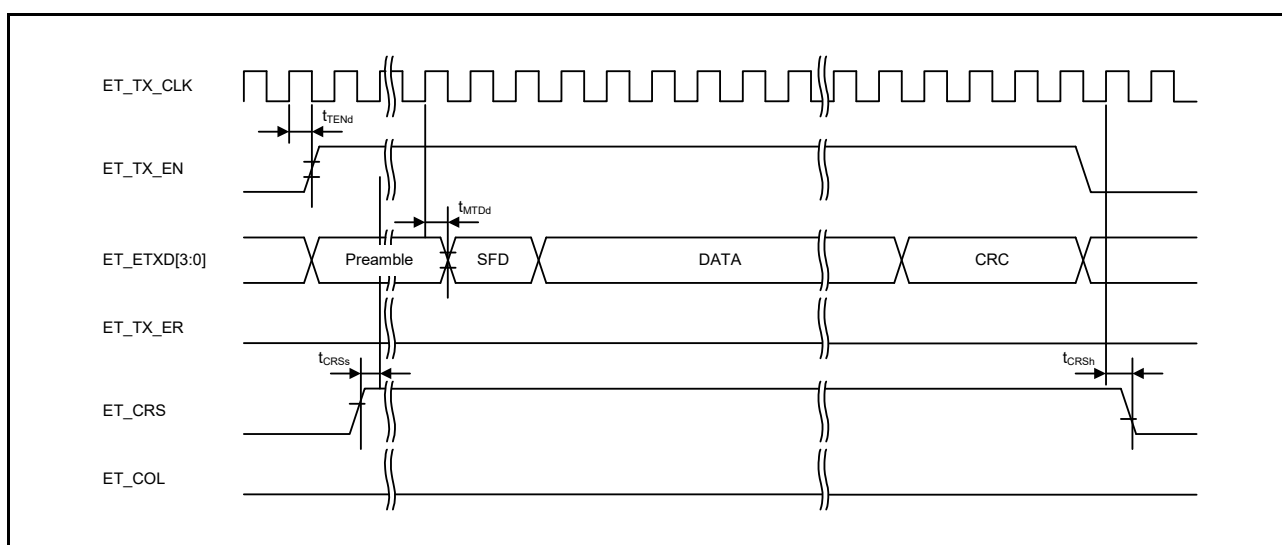 ET_TX_CLK
tTENd
ET_TX_EN
tMTDd
ET_ETXD[3:0]
Preamble
SFD
DATA
CRC
ET_TX_ER
tCRSs
tCRSh
ET_CRS
ET_COL